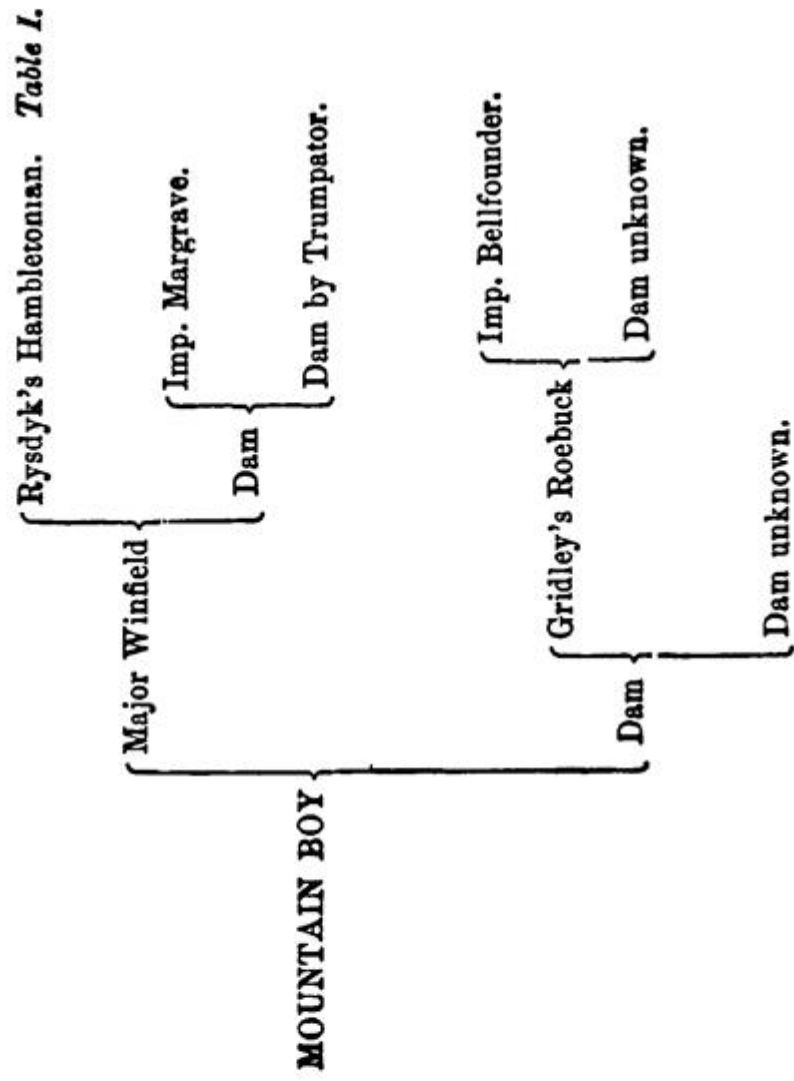 Rysdyk's Hambletonian. Table I.
Major Winfield
Imp. Margrave.
Dam
Dam by Trumpator.
MOUNTAIN BOY
Imp. Bellfounder.
Gridley's Roebuck
Dam unknown.
Dam
Dam unknown.